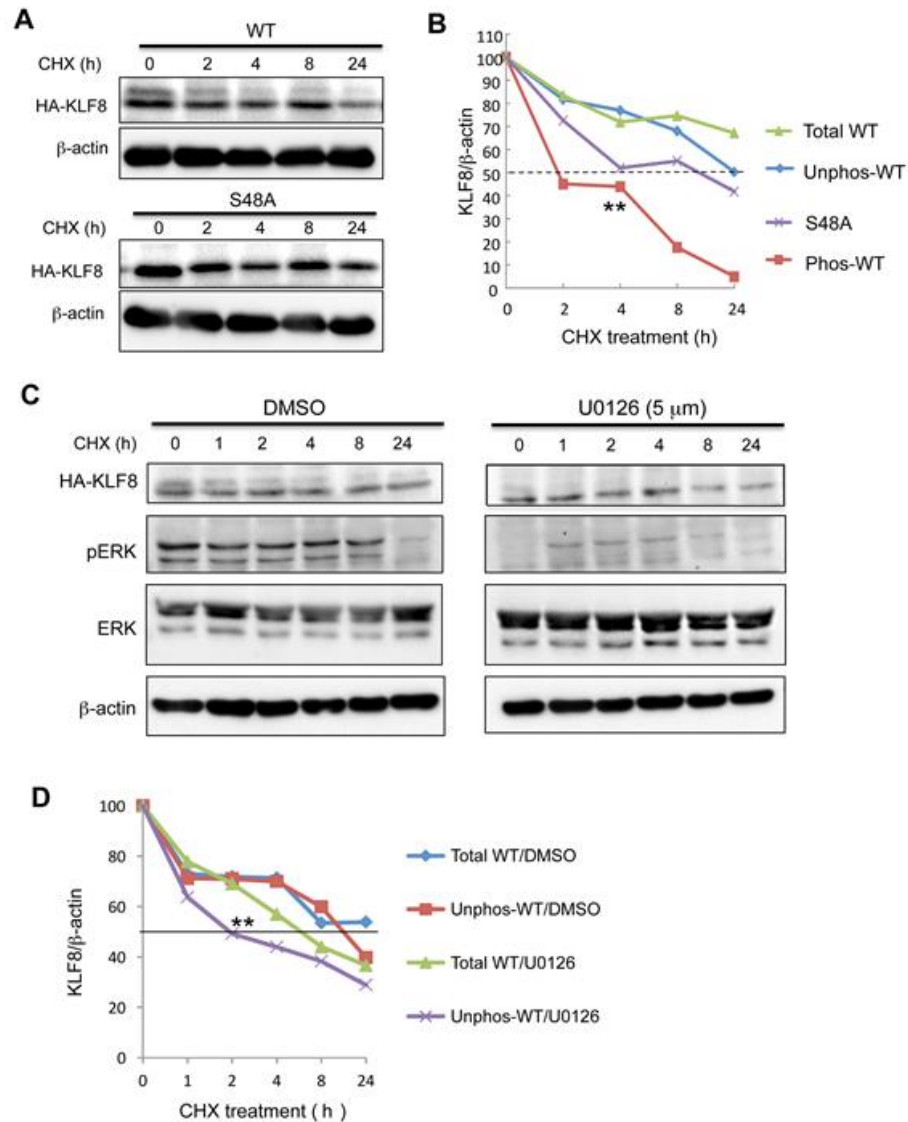 A
WT
CHX (h) 0 2 4 8 24
HA-KLF8
β-actin
S48A
CHX (h) 0 2 4 8 24
HA-KLF8
β-actin
B
110
100
90
80
70
60
50
40
30
20
10
0
KLF8/β-actin
**
0 2 4 8 24
CHX treatment (h)
Total WT
Unphos-WT
S48A
Phos-WT
C
DMSO
CHX (h) 0 1 2 4 8 24
U0126 (5 μm)
0 1 2 4 8 24
HA-KLF8
pERK
ERK
β-actin
D
100
80
60
40
20
0
KLF8/β-actin
**
0 1 2 4 8 24
CHX treatment ( h )
Total WT/DMSO
Unphos-WT/DMSO
Total WT/U0126
Unphos-WT/U0126